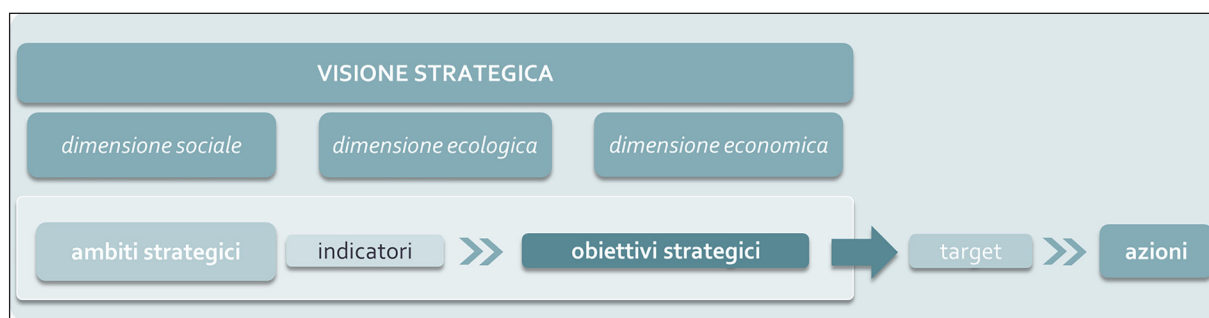 VISIONE STRATEGICA
dimensione sociale
dimensione ecologica
dimensione economica
ambiti strategici
indicatori
obiettivi strategici
target
azioni